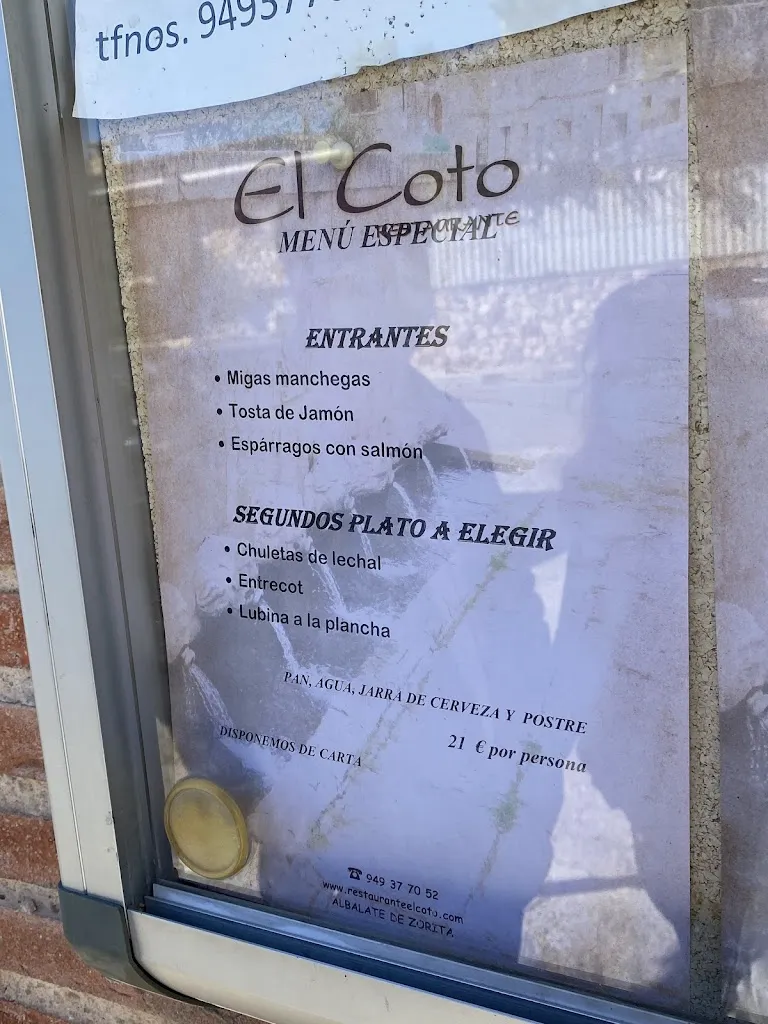 tfnos. 94937
El Coto
RESTAURANTE
MENÚ ESPECIAL
ENTRANTES
• Migas manchegas
• Tosta de Jamón
• Espárragos con salmón
SEGUNDOS PLATO A ELEGIR
• Chuletas de lechal
• Entrecot
• Lubina a la plancha
PAN, AGUA, JARRA DE CERVEZA Y POSTRE
21 € por persona
DISPONEMOS DE CARTA
☎ 949 37 70 52
www.restauranteelcoto.com
ALBALATE DE ZORITA